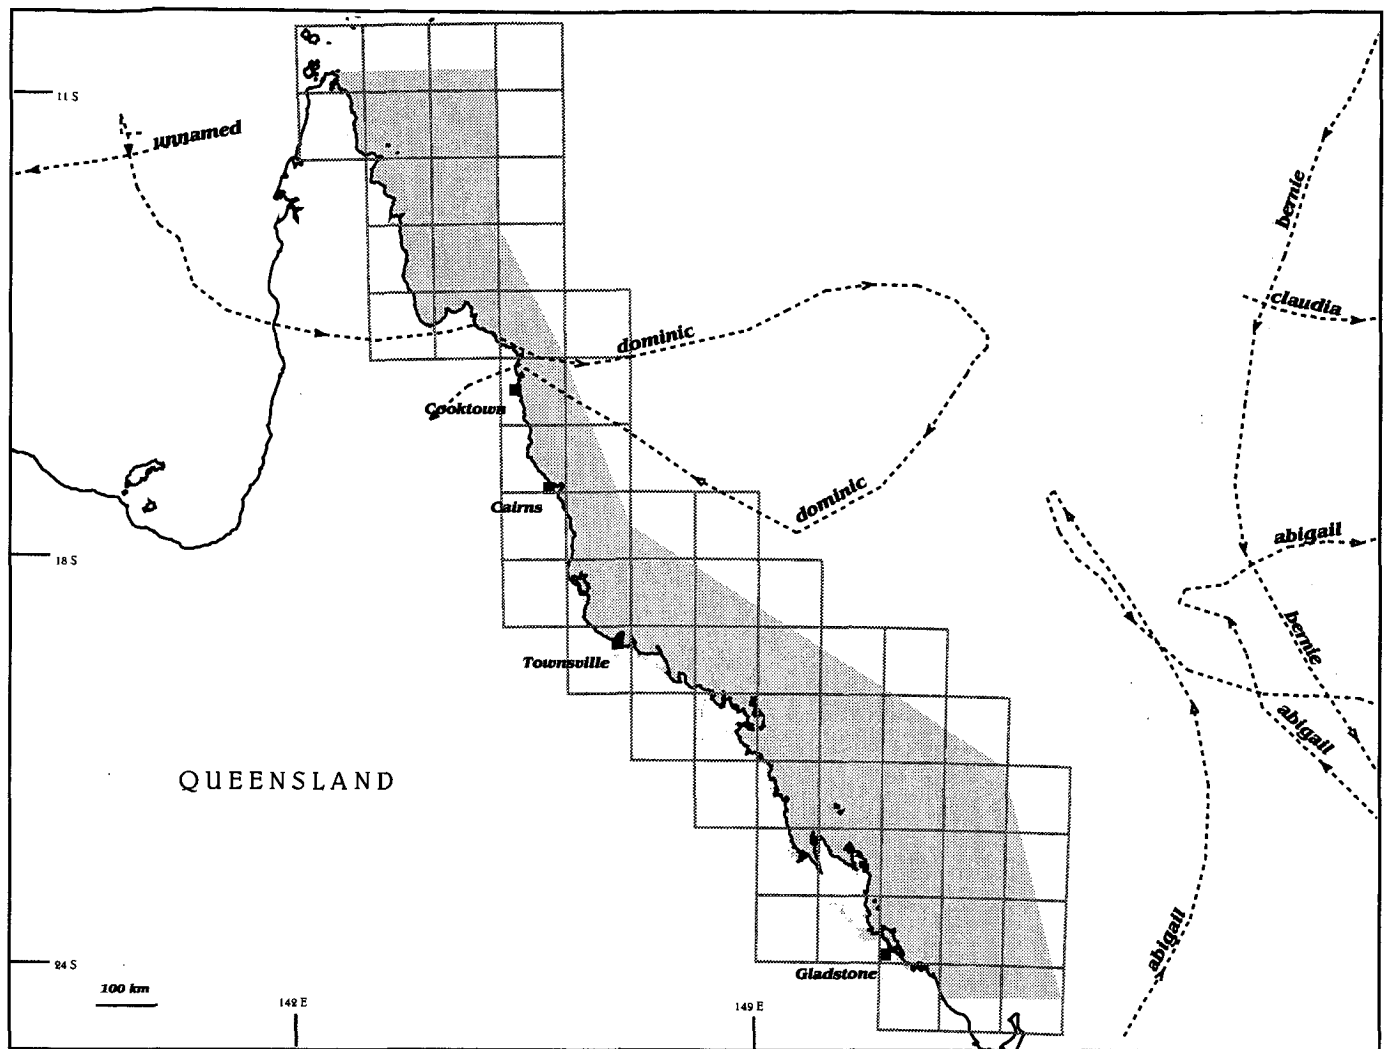 11 S
unnamed
bernie
claudia
dominic
Cooktown
dominic
Cairns
abigail
18 S
bernie
Townsville
abigail
QUEENSLAND
abigail
24 S
Gladstone
100 km
142 E
149 E